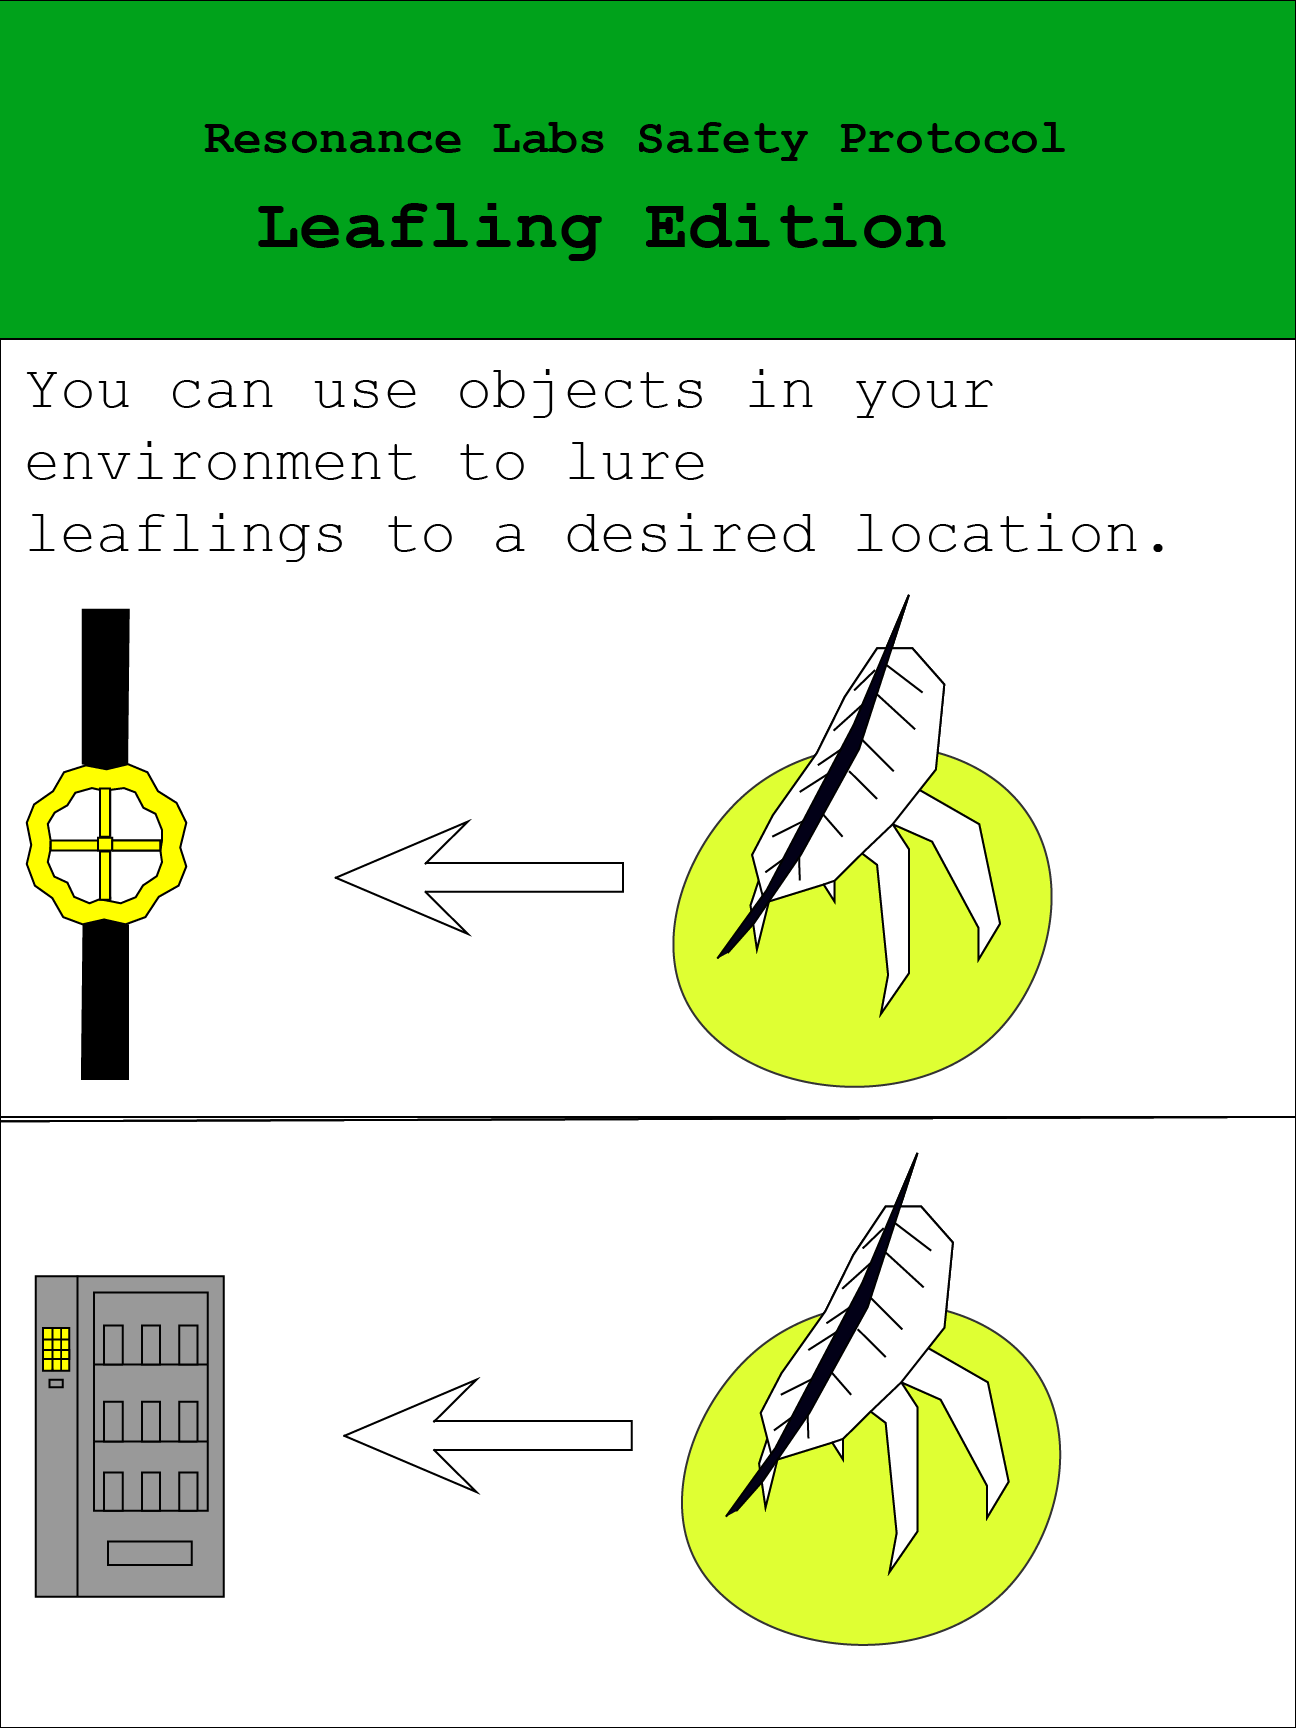 Resonance Labs Safety Protocol
Leafling Edition
You can use objects in your
environment to lure
leaflings to a desired location.